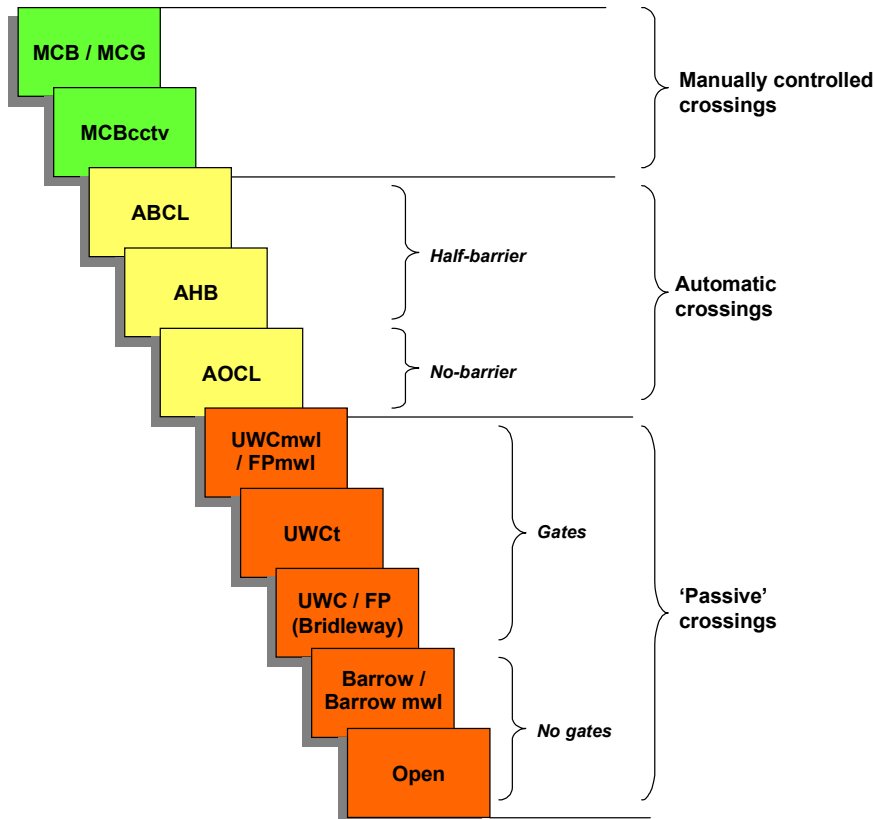 MCB / MCG
Manually controlled
crossings
MCBcctv
ABCL
Half-barrier
AHB
Automatic
crossings
AOCL
No-barrier
UWCmwl
/ FPmwl
UWCt
Gates
UWC / FP
(Bridleway)
‘Passive’
crossings
Barrow /
Barrow mwl
No gates
Open